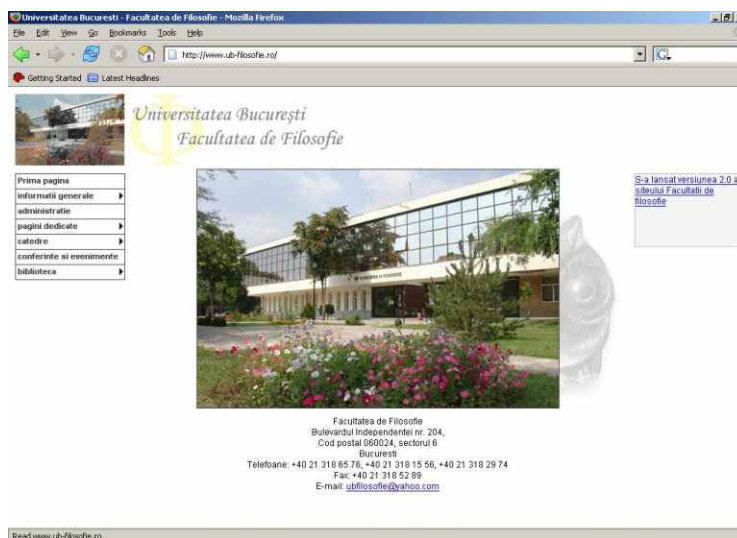 Universitatea Bucuresti - Facultatea de Filosofie - Mozilla Firefox
File Edit View Go Bookmarks Tools Help
http://www.ub-filosofie.ro/
G
Getting Started Latest Headlines
Φ
Universitatea Bucureşti
Facultatea de Filosofie
Prima pagina
informatii generale
administratie
pagini dedicate
catedre
conferinte si evenimente
biblioteca
S-a lansat versiunea 2.0 a
siteului Facultatii de
filosofie
Facultatea de Filosofie
Bulevardul Independentei nr. 204,
Cod postal 060024, sectorul 6
Bucuresti
Telefoane: +40 21 318 65 76, +40 21 318 15 56, +40 21 318 29 74
Fax: +40 21 318 52 89
E-mail: ubfilosofie@yahoo.com
Read www.ub-filosofie.ro